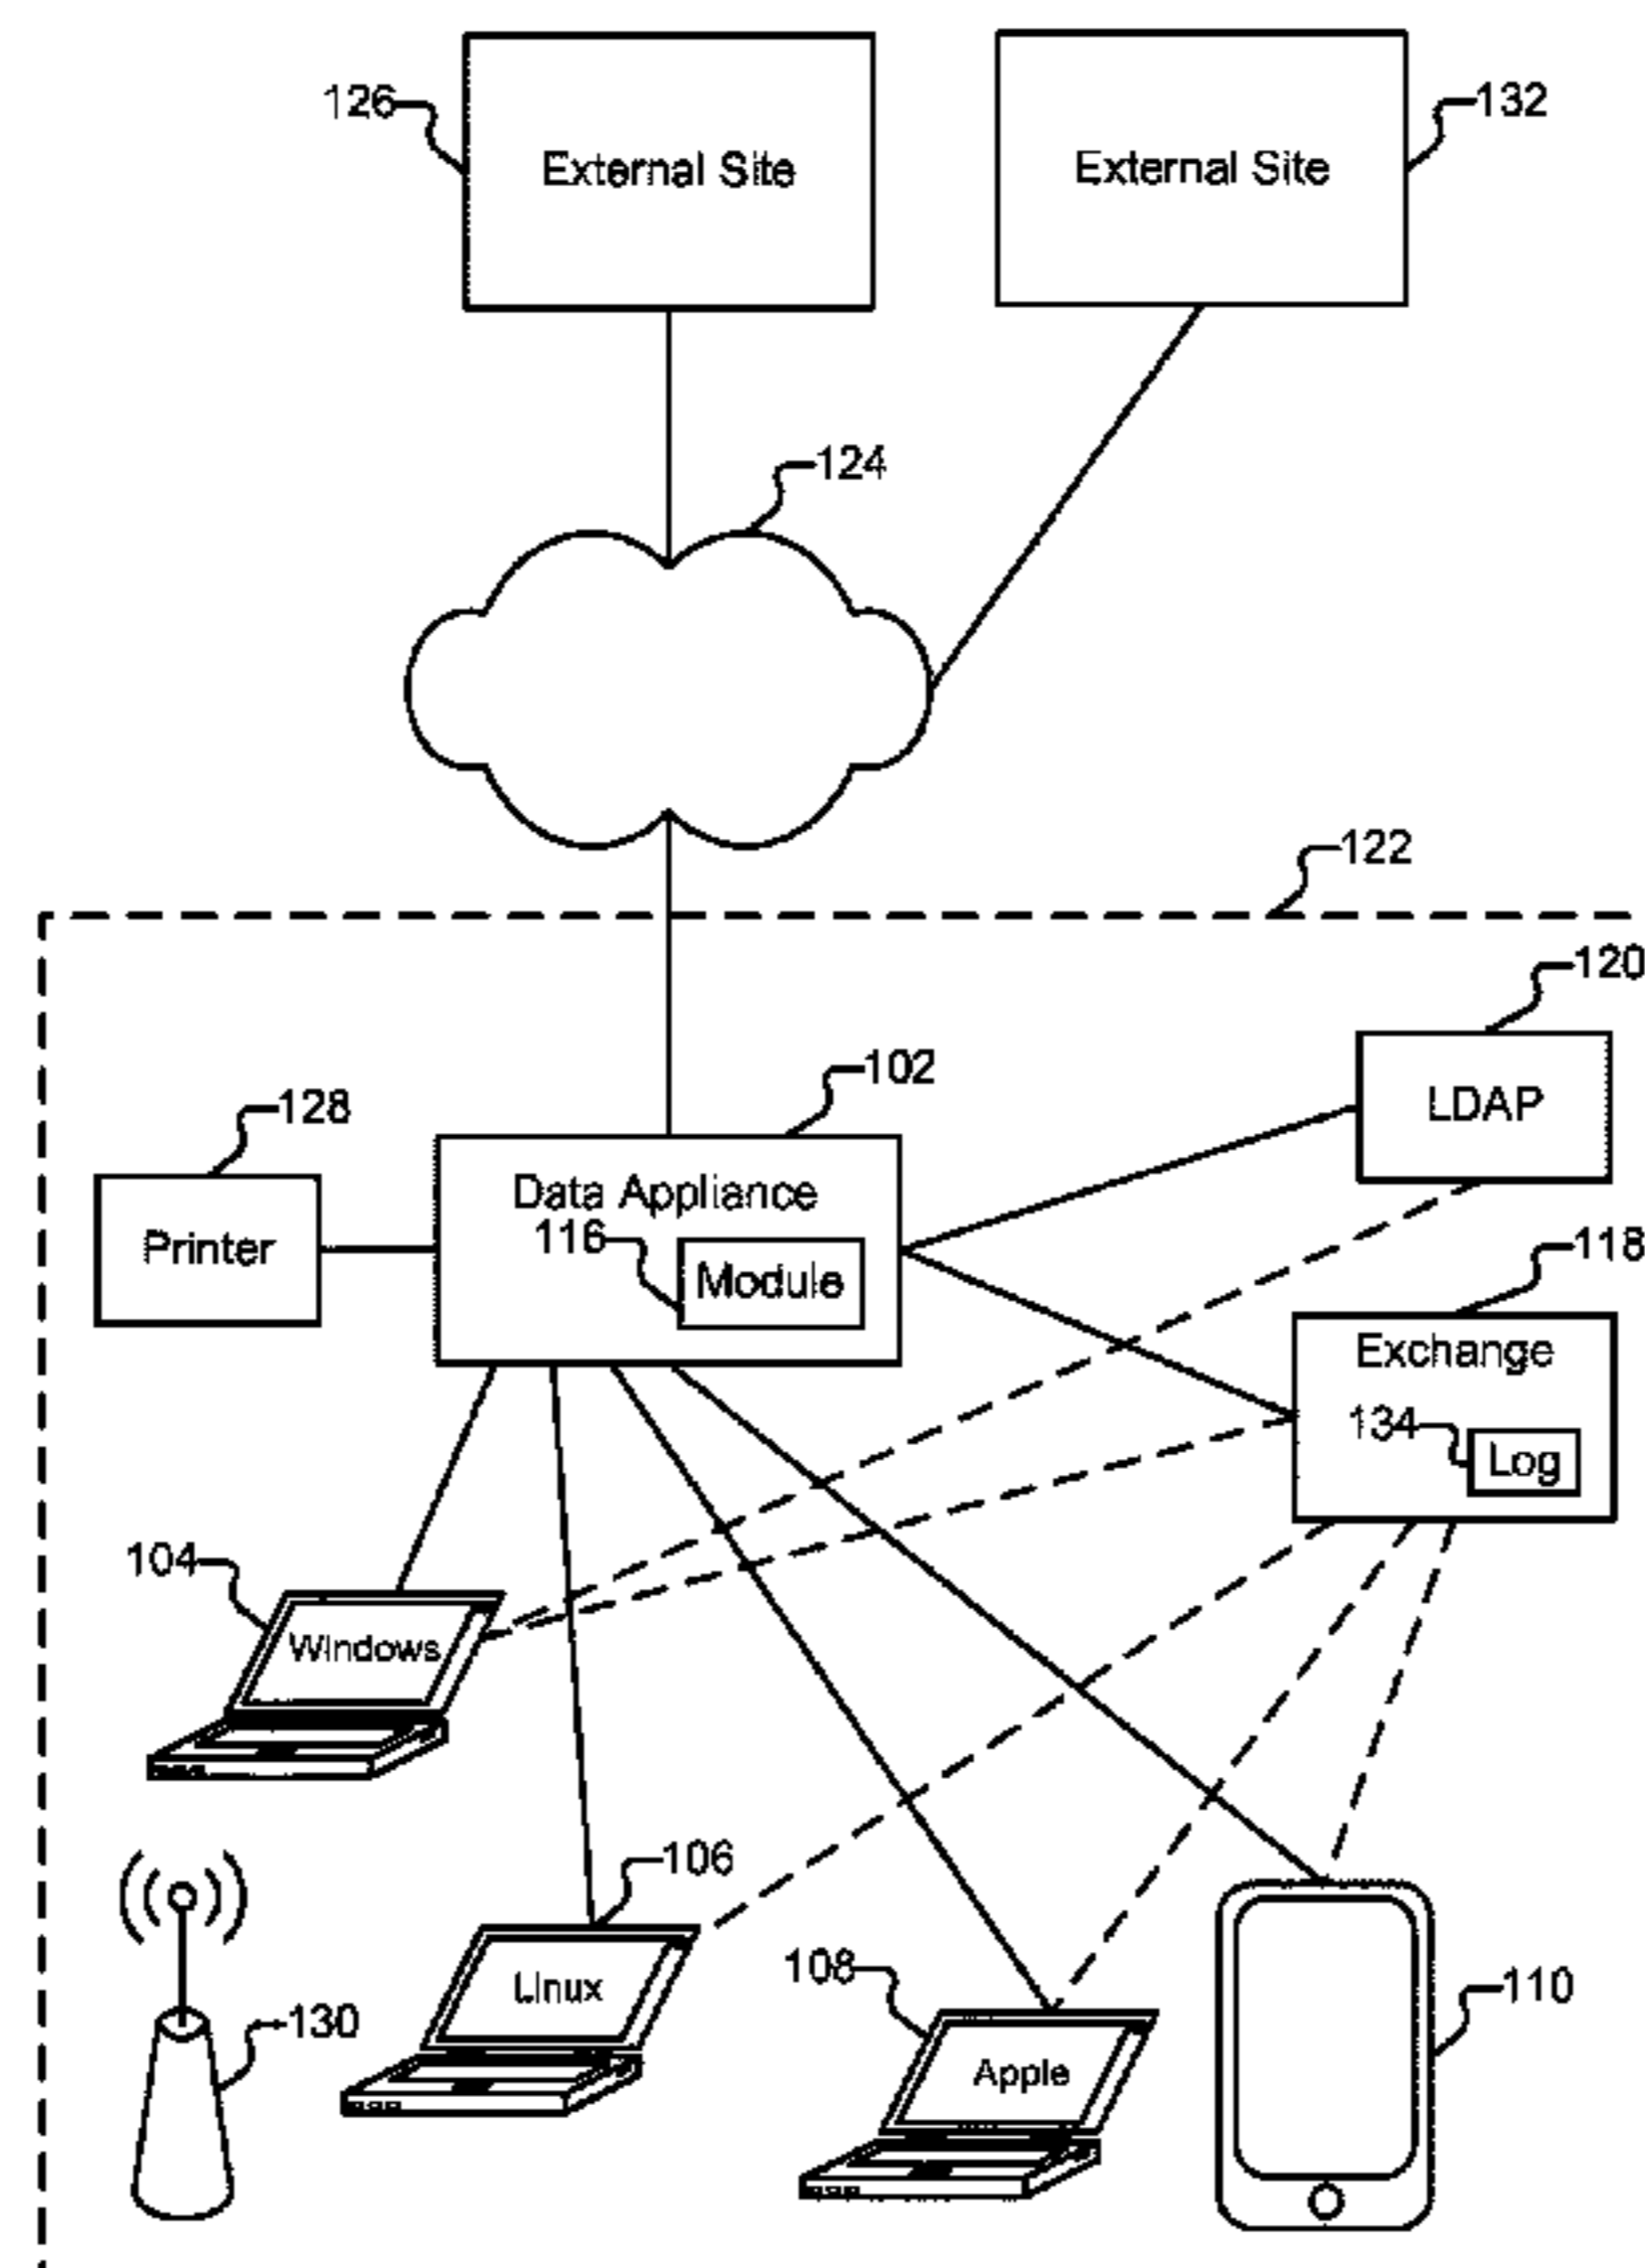 126
External Site
132
External Site
124
122
120
LDAP
102
128
Printer
Data Appliance
116
Module
118
Exchange
134
Log
104
Windows
106
Linux
130
108
Apple
110